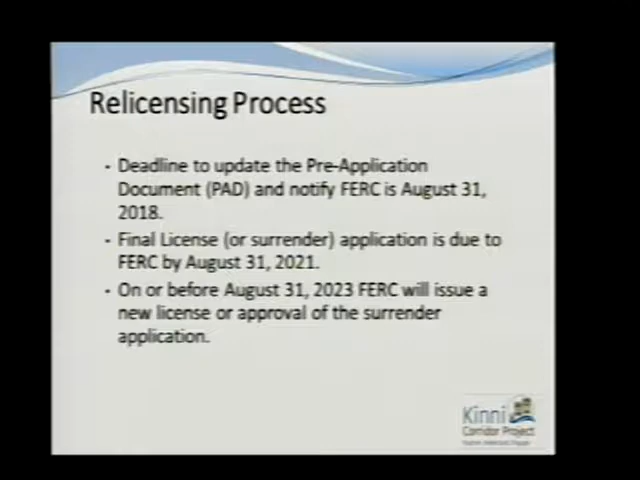 Relicensing Process
- Deadline to update the Pre-Application
Document (PAD) and notify FERC is August 31,
2018.
- Final License (or surrender) application is due to
FERC by August 31, 2021.
- On or before August 31, 2023 FERC will issue a
new license or approval of the surrender
application.
Kinni
Corridor Project